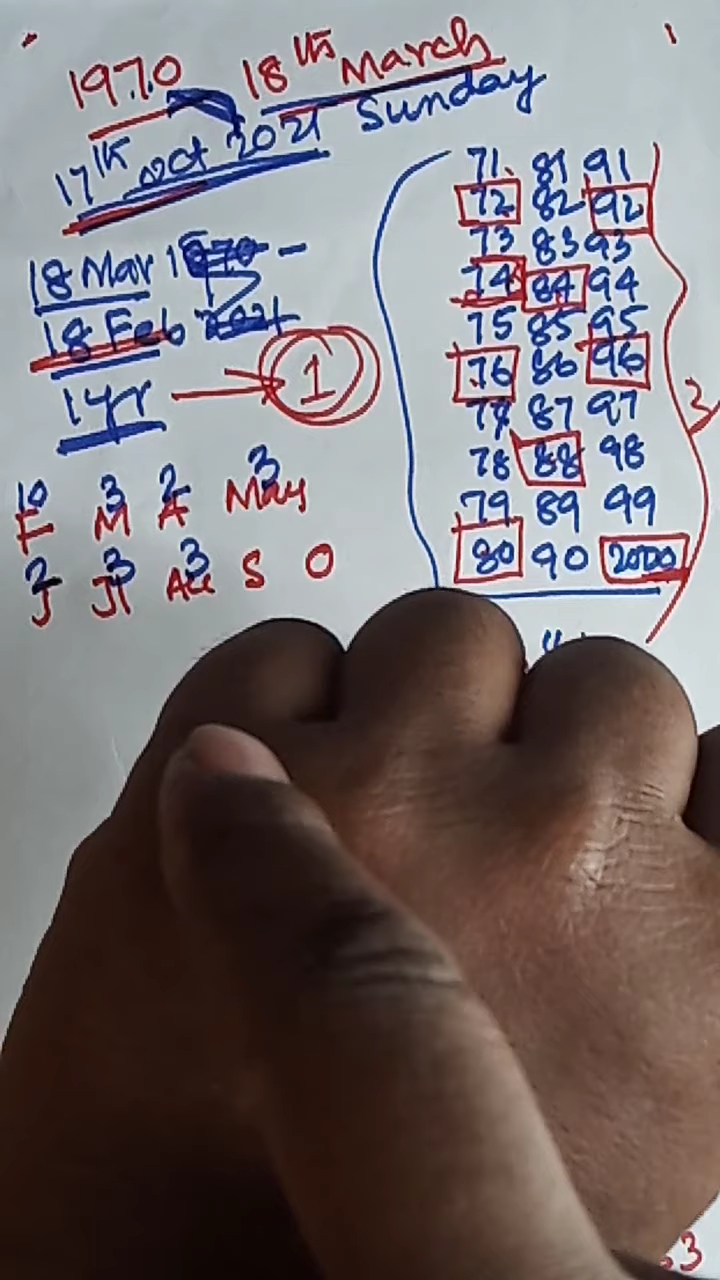 1970 18th March
17th oct 2021 Sunday
18 Mar
18 Feb
1yr 1
10 3 2 3
F M A May
2 3 3
J Jl Au S O
71 81 91
72 82 92
73 83 93
74 84 94
75 85 95
76 86 96
77 87 97
78 88 98
79 89 99
80 90 2000
3
3